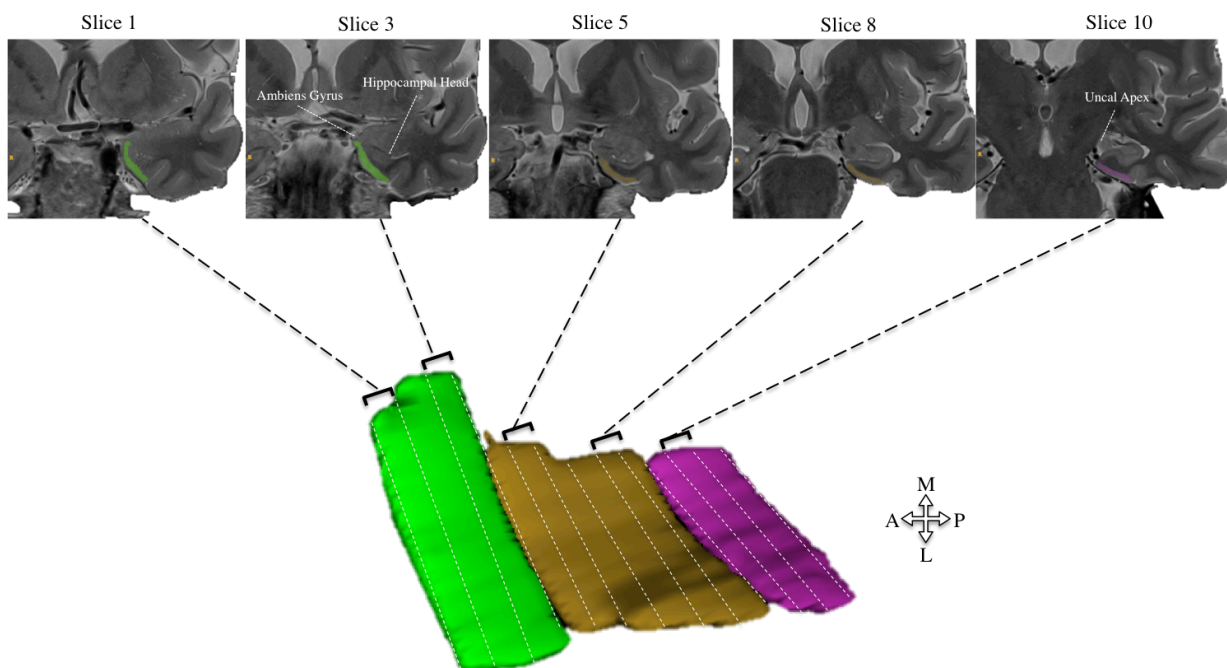 Slice 1
Slice 3
Slice 5
Slice 8
Slice 10
Ambiens Gyrus
Hippocampal Head
Uncal Apex
M
A
P
L